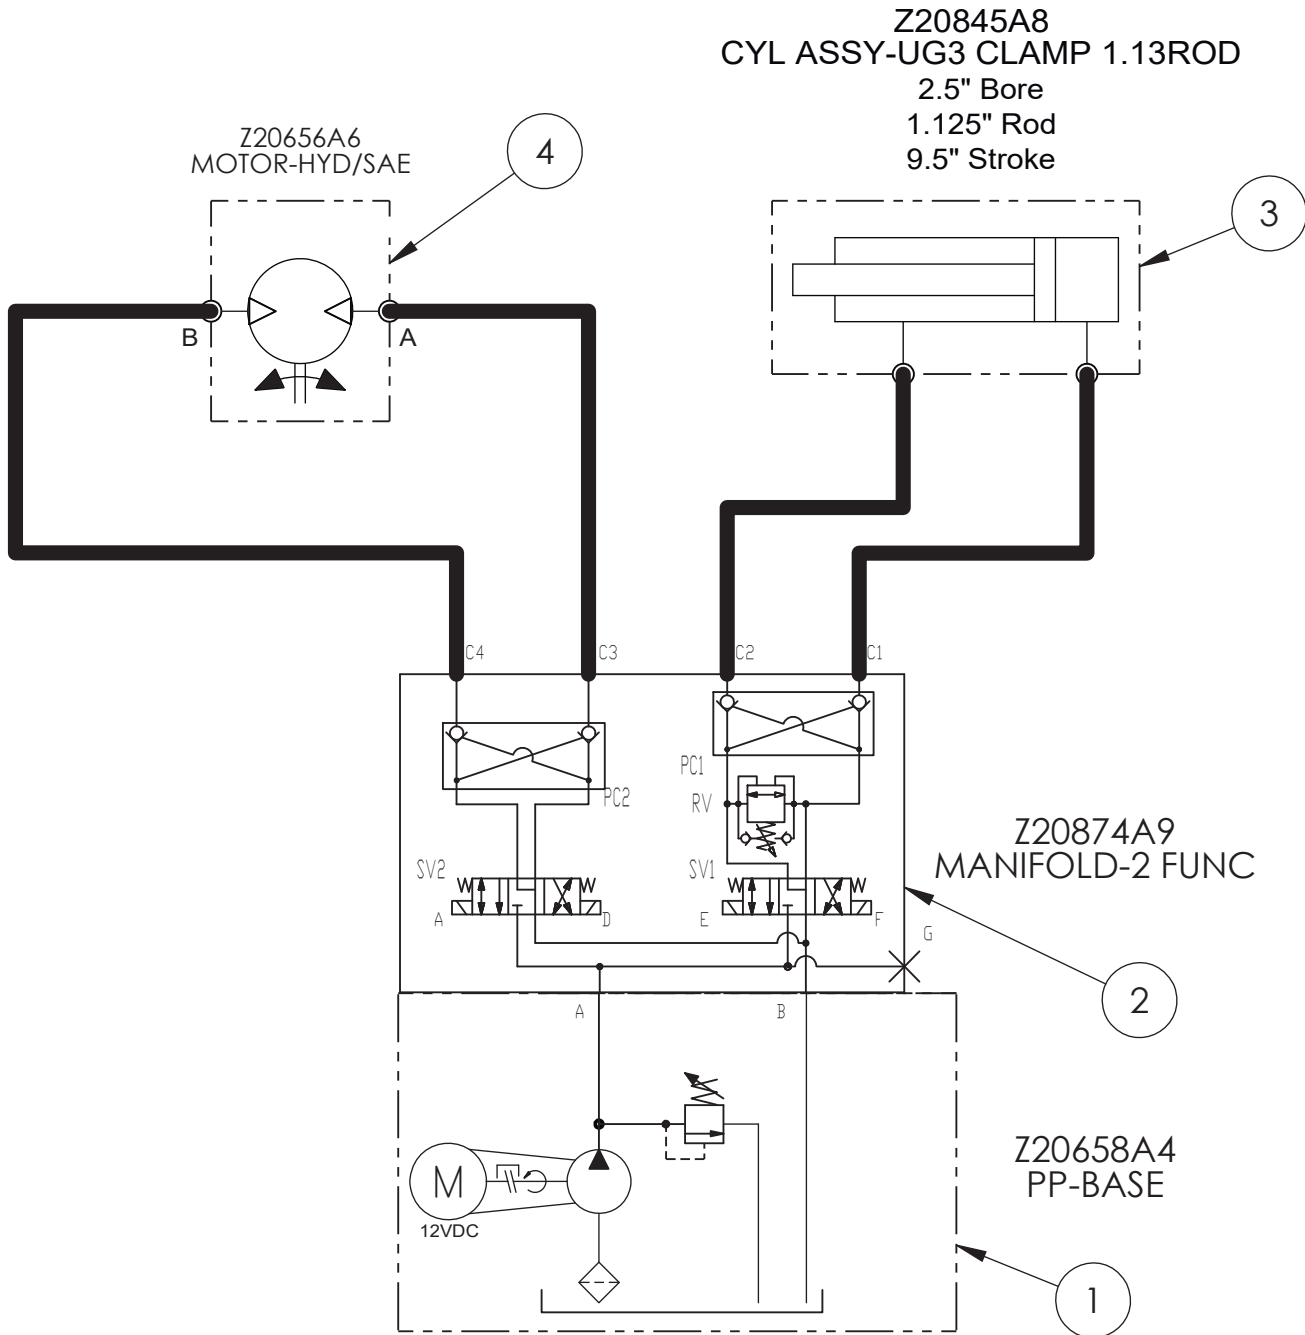 Z20845A8
CYL ASSY-UG3 CLAMP 1.13ROD
2.5" Bore
1.125" Rod
9.5" Stroke
Z20656A6
MOTOR-HYD/SAE
4
3
B
A
C4
C3
C2
C1
PC1
PC2
RV
Z20874A9
MANIFOLD-2 FUNC
SV2
SV1
A
D
E
F
G
2
A
B
Z20658A4
PP-BASE
M
12VDC
1